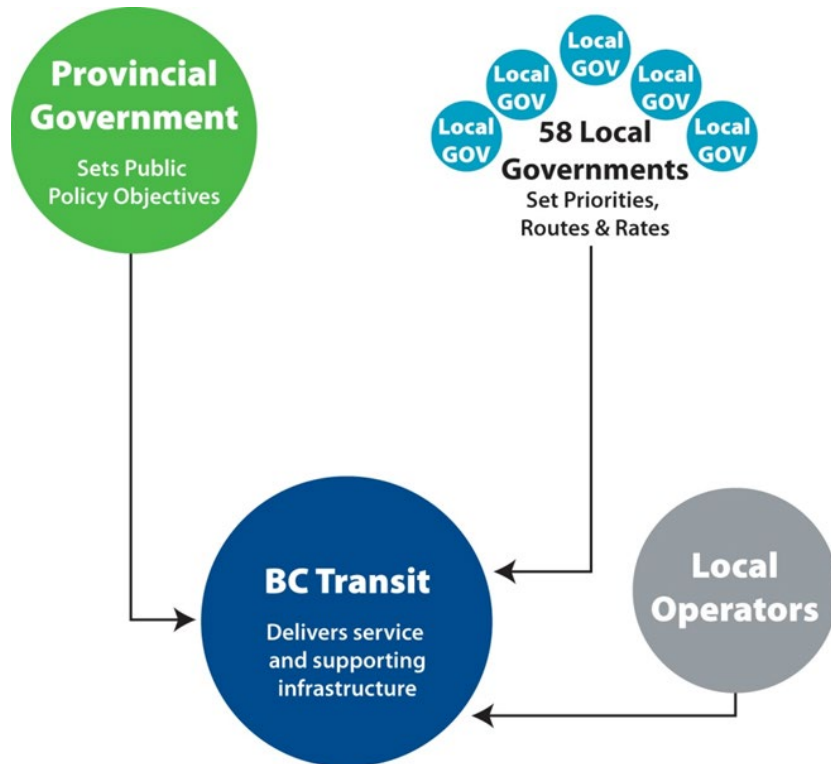 Provincial
Government
Sets Public
Policy Objectives
Local
GOV
Local
GOV
Local
GOV
Local
GOV
Local
GOV
58 Local
Governments
Set Priorities,
Routes & Rates
BC Transit
Delivers service
and supporting
infrastructure
Local
Operators